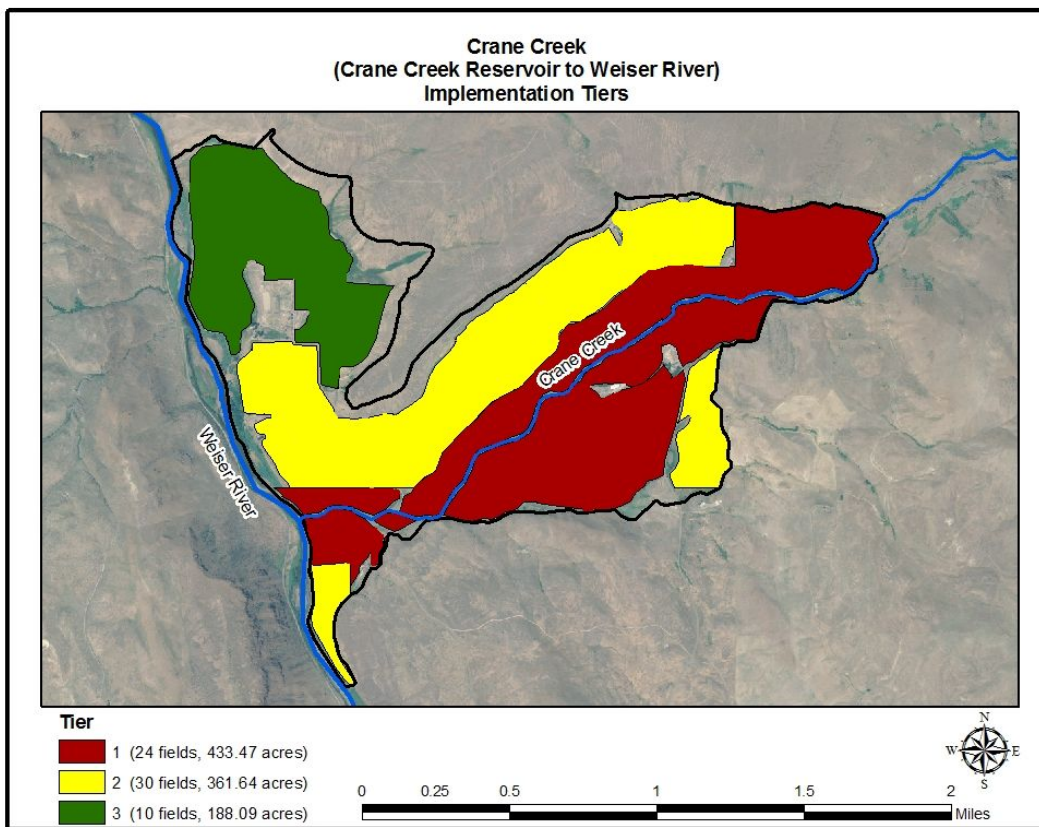 Crane Creek
(Crane Creek Reservoir to Weiser River)
Implementation Tiers
Crane Creek
Weiser River
Tier
1 (24 fields, 433.47 acres)
2 (30 fields, 361.64 acres)
3 (10 fields, 188.09 acres)
0 0.25 0.5 1 1.5 2
Miles
N
W E
S